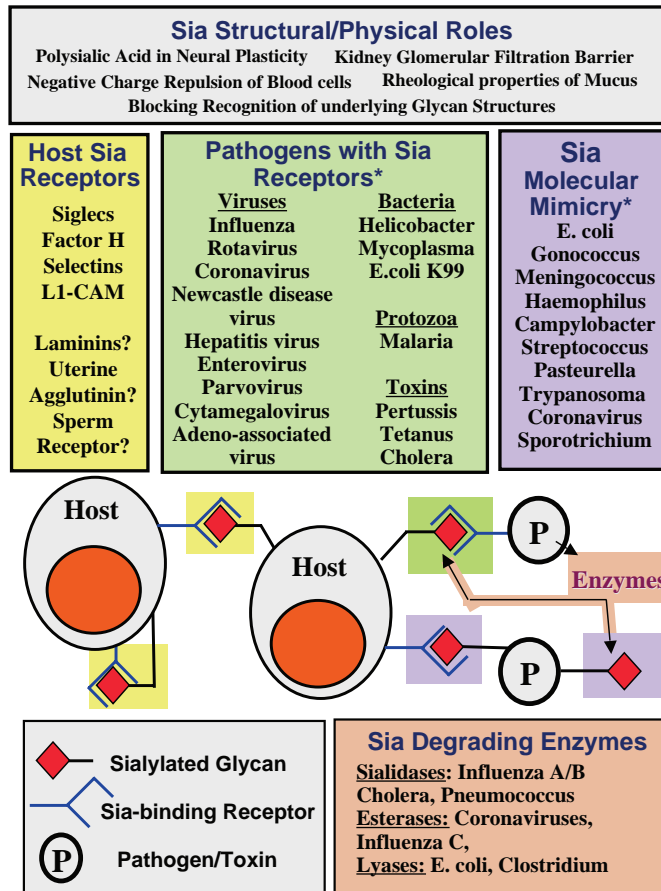 Sia Structural/Physical Roles
Polysialic Acid in Neural Plasticity Kidney Glomerular Filtration Barrier
Negative Charge Repulsion of Blood cells Rheological properties of Mucus
Blocking Recognition of underlying Glycan Structures
Host Sia
Receptors
Siglecs
Factor H
Selectins
L1-CAM
Laminins?
Uterine
Agglutinin?
Sperm
Receptor?
Pathogens with Sia
Receptors*
Viruses
Influenza
Rotavirus
Coronavirus
Newcastle disease
virus
Hepatitis virus
Enterovirus
Parvovirus
Cytamegalovirus
Adeno-associated
virus
Bacteria
Helicobacter
Mycoplasma
E.coli K99
Protozoa
Malaria
Toxins
Pertussis
Tetanus
Cholera
Sia
Molecular
Mimicry*
E. coli
Gonococcus
Meningococcus
Haemophilus
Campylobacter
Streptococcus
Pasteurella
Trypanosoma
Coronavirus
Sporotrichium
Host
Host
P
Enzymes
P
Sialylated Glycan
Sia-binding Receptor
P
Pathogen/Toxin
Sia Degrading Enzymes
Sialidases: Influenza A/B
Cholera, Pneumococcus
Esterases: Coronaviruses,
Influenza C,
Lyases: E. coli, Clostridium